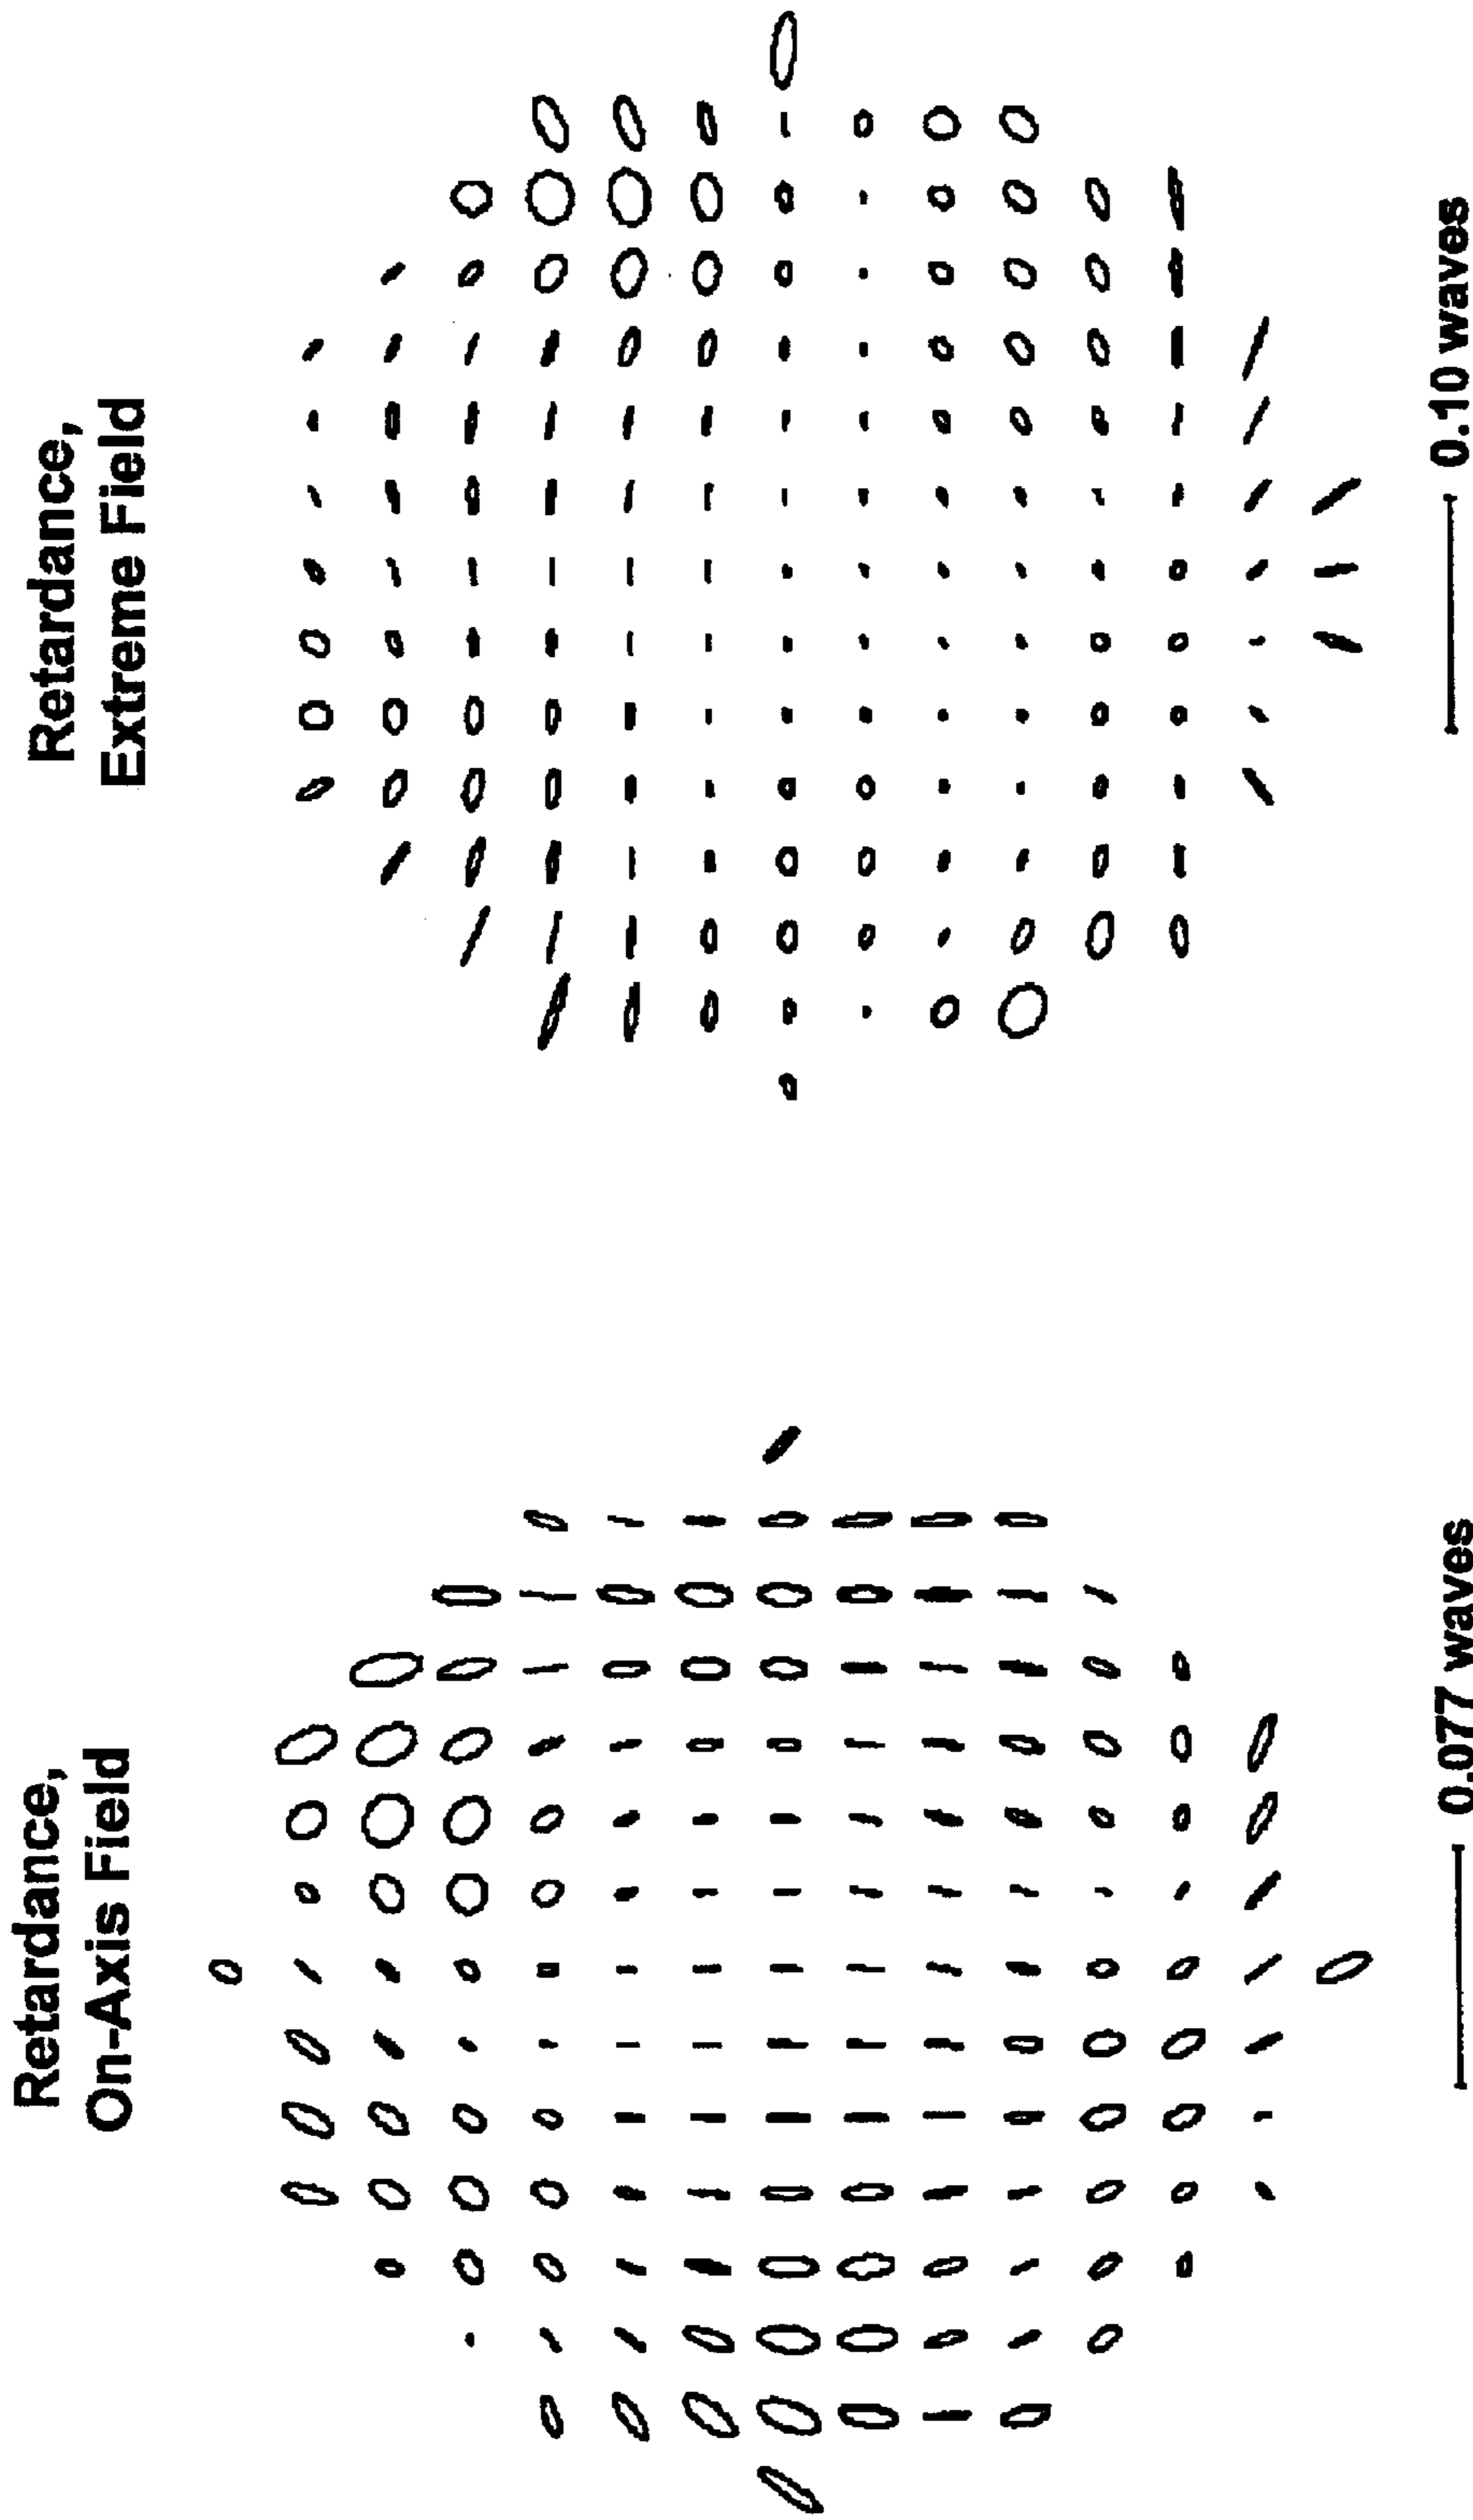 Retardance,
On-Axis Field
0.077 waves
Retardance,
Extreme Field
0.10 waves